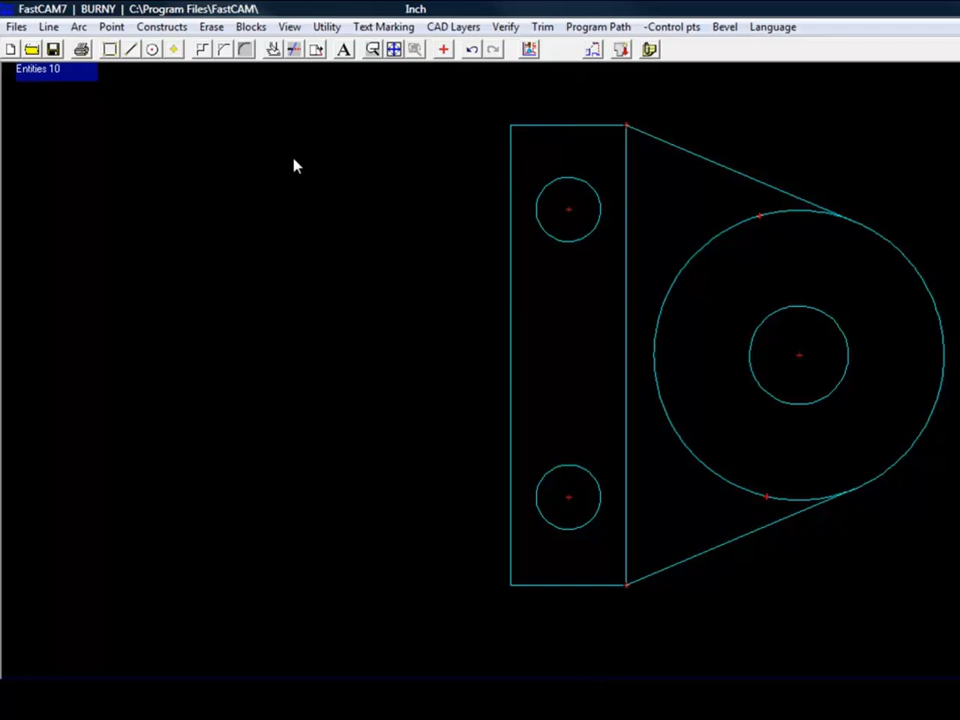 FastCAM7 | BURNY | C:\Program Files\FastCAM\ Inch
Files Line Arc Point Constructs Erase Blocks View Utility Text Marking CAD Layers Verify Trim Program Path -Control pts Bevel Language
A
Entities 10